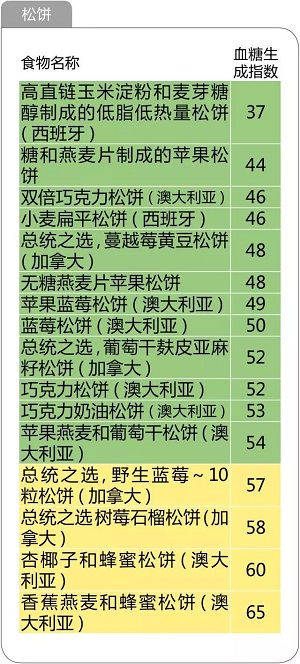 松饼
食物名称
血糖生
成指数
高直链玉米淀粉和麦芽糖
醇制成的低脂低热量松饼
(西班牙)
37
糖和燕麦片制成的苹果松
饼
44
双倍巧克力松饼(澳大利亚)
46
小麦扁平松饼(西班牙)
46
总统之选,蔓越莓黄豆松饼
(加拿大)
48
无糖燕麦片苹果松饼
48
苹果蓝莓松饼(澳大利亚)
49
蓝莓松饼(澳大利亚)
50
总统之选,葡萄干麸皮亚麻
籽松饼(加拿大)
52
巧克力松饼(澳大利亚)
52
巧克力奶油松饼(澳大利亚)
53
苹果燕麦和葡萄干松饼(澳
大利亚)
54
总统之选,野生蓝莓~10
粒松饼(加拿大)
57
总统之选树莓石榴松饼(加
拿大)
58
杏椰子和蜂蜜松饼(澳大
利亚)
60
香蕉燕麦和蜂蜜松饼(澳
大利亚)
65